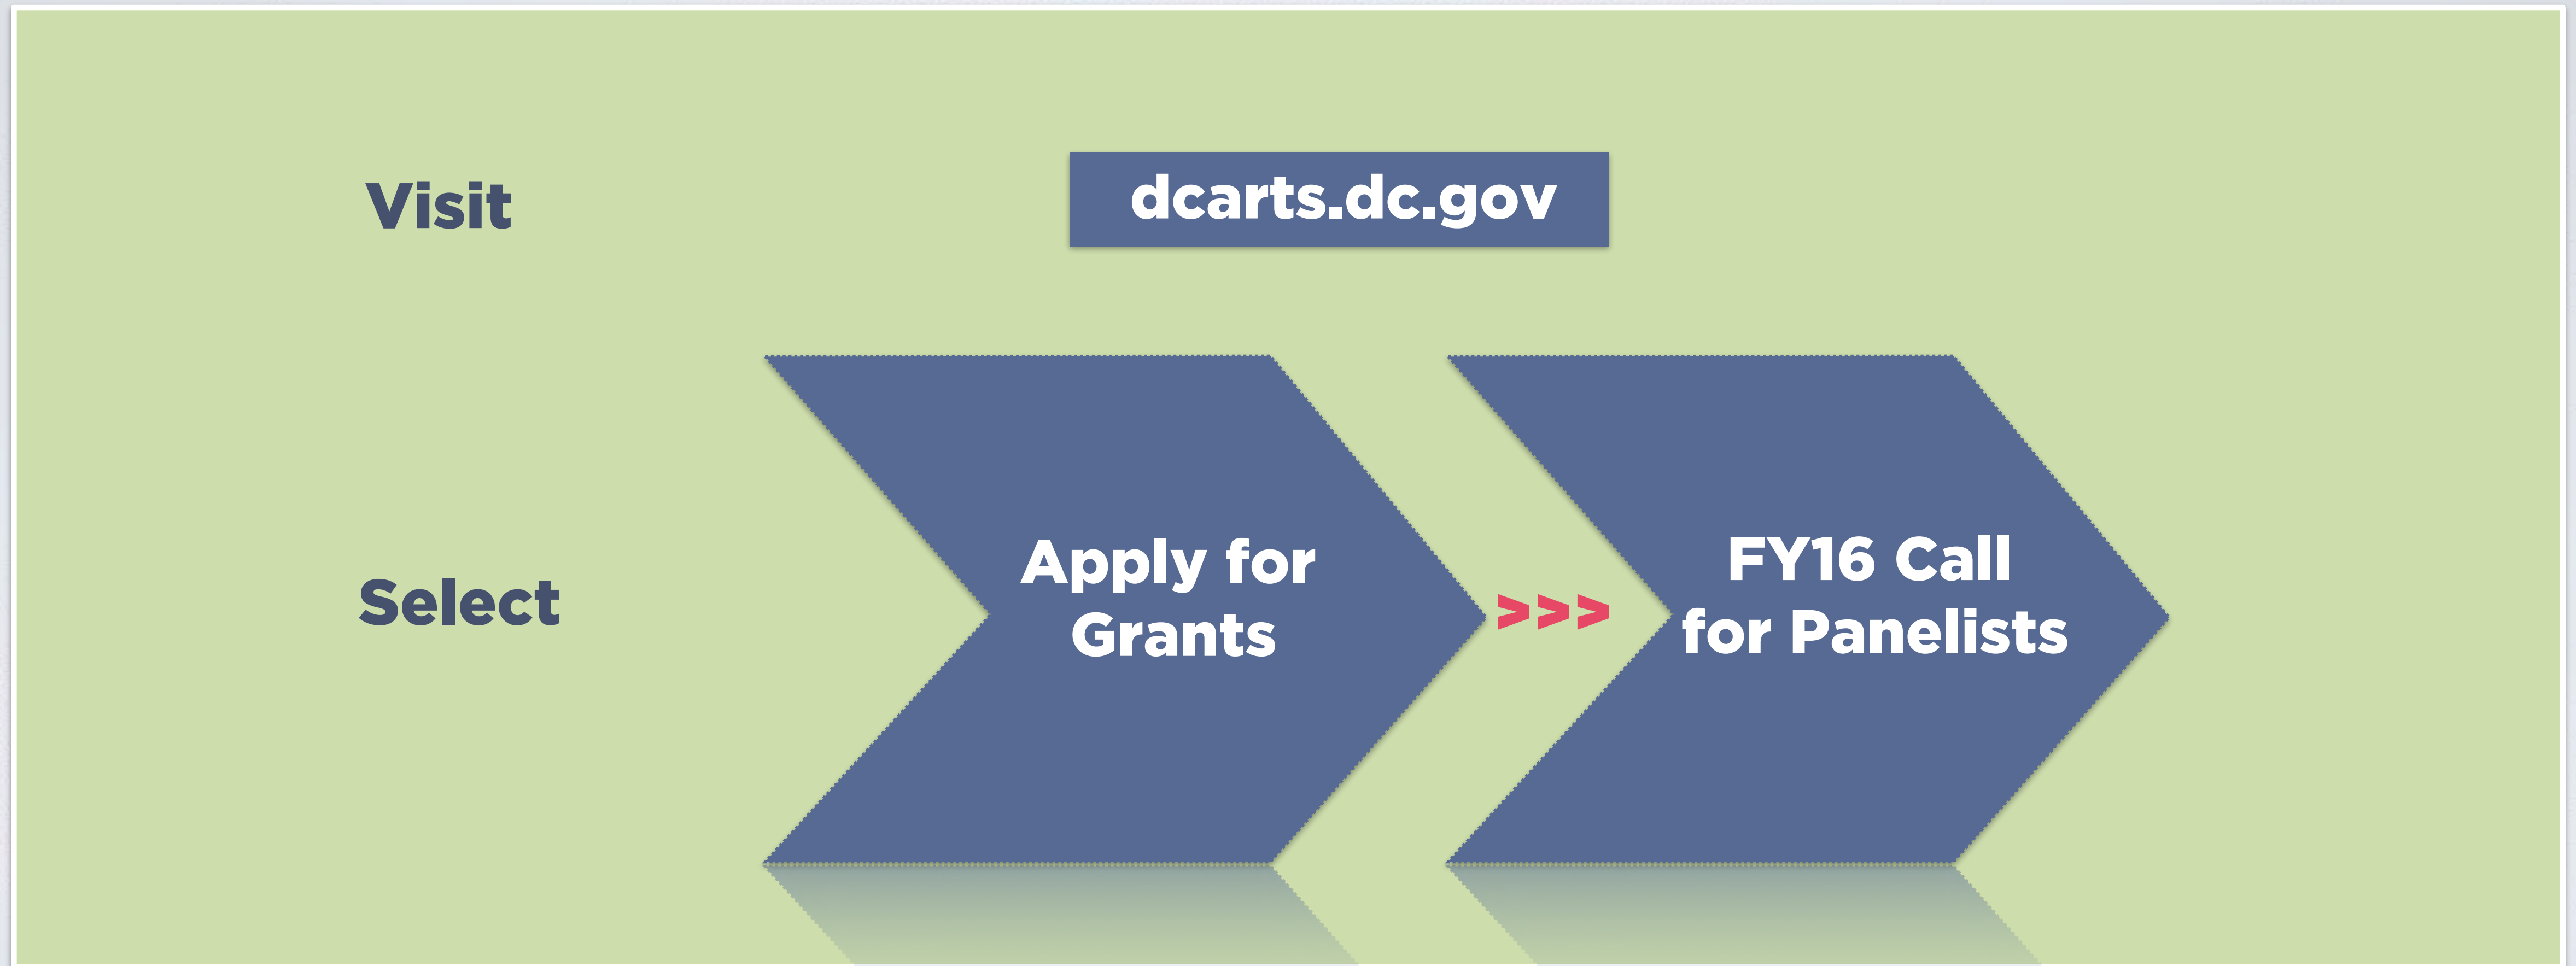 Visit
dcarts.dc.gov
Select
Apply for
Grants
>>>
FY16 Call
for Panelists